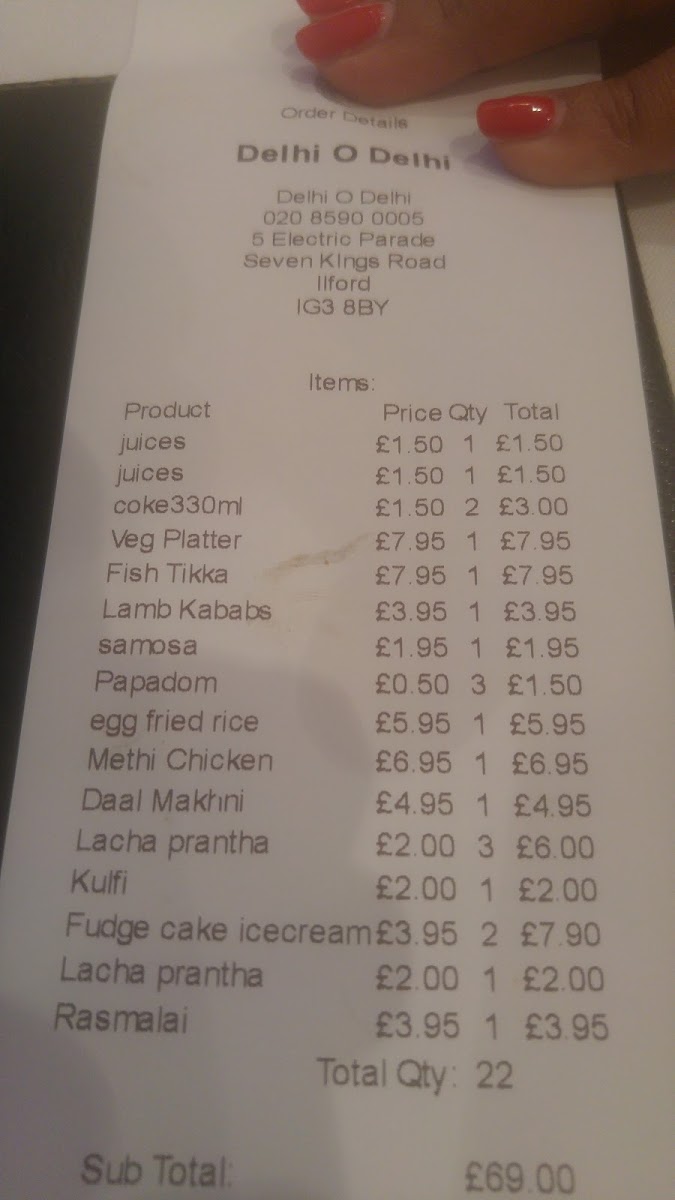 Order Details
Delhi O Delhi
Delhi O Delhi
020 8590 0005
5 Electric Parade
Seven KIngs Road
Ilford
IG3 8BY
Items:
Product Price Qty Total
juices £1.50 1 £1.50
juices £1.50 1 £1.50
coke330ml £1.50 2 £3.00
Veg Platter £7.95 1 £7.95
Fish Tikka £7.95 1 £7.95
Lamb Kababs £3.95 1 £3.95
samosa £1.95 1 £1.95
Papadom £0.50 3 £1.50
egg fried rice £5.95 1 £5.95
Methi Chicken £6.95 1 £6.95
Daal Makhni £4.95 1 £4.95
Lacha prantha £2.00 3 £6.00
Kulfi £2.00 1 £2.00
Fudge cake icecream £3.95 2 £7.90
Lacha prantha £2.00 1 £2.00
Rasmalai £3.95 1 £3.95
Total Qty: 22
Sub Total: £69.00